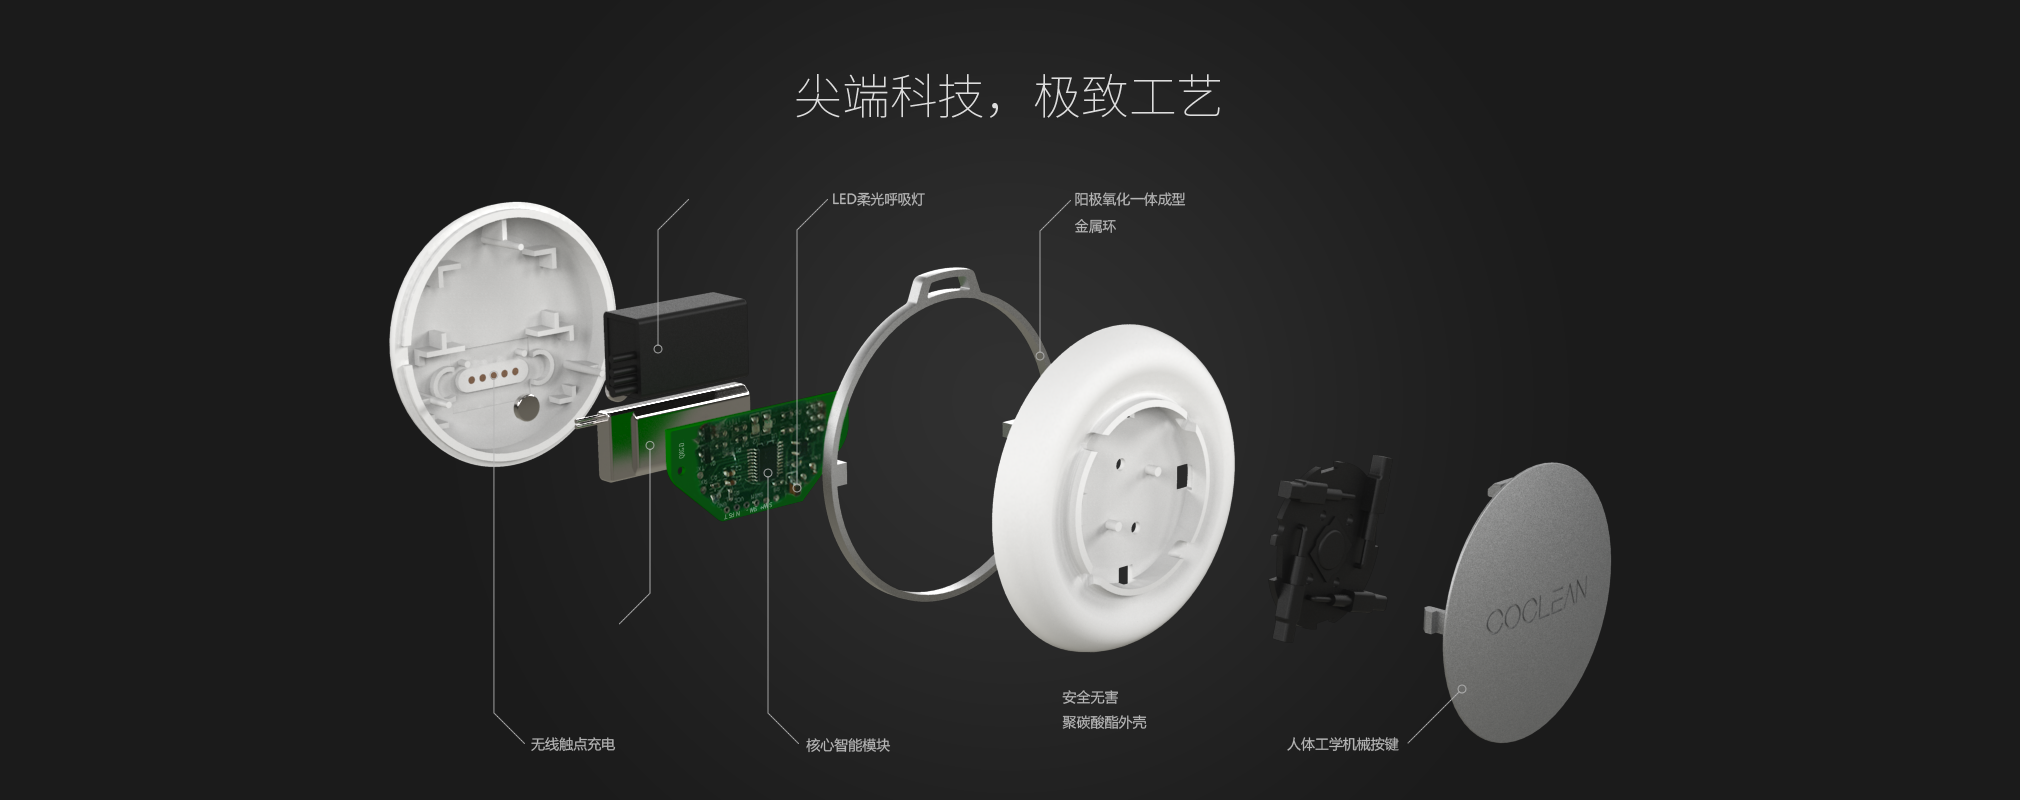 尖端科技，极致工艺
LED柔光呼吸灯
阳极氧化一体成型
金属环
COCLEAN
安全无害
聚碳酸酯外壳
无线触点充电
核心智能模块
人体工学机械按键